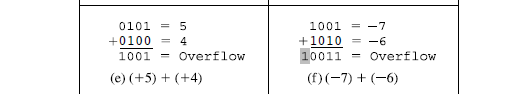 0101 = 5
+0100 = 4
1001 = Overflow
(e) (+5) + (+4)
1001 = −7
+1010 = −6
10011 = Overflow
(f) (−7) + (−6)